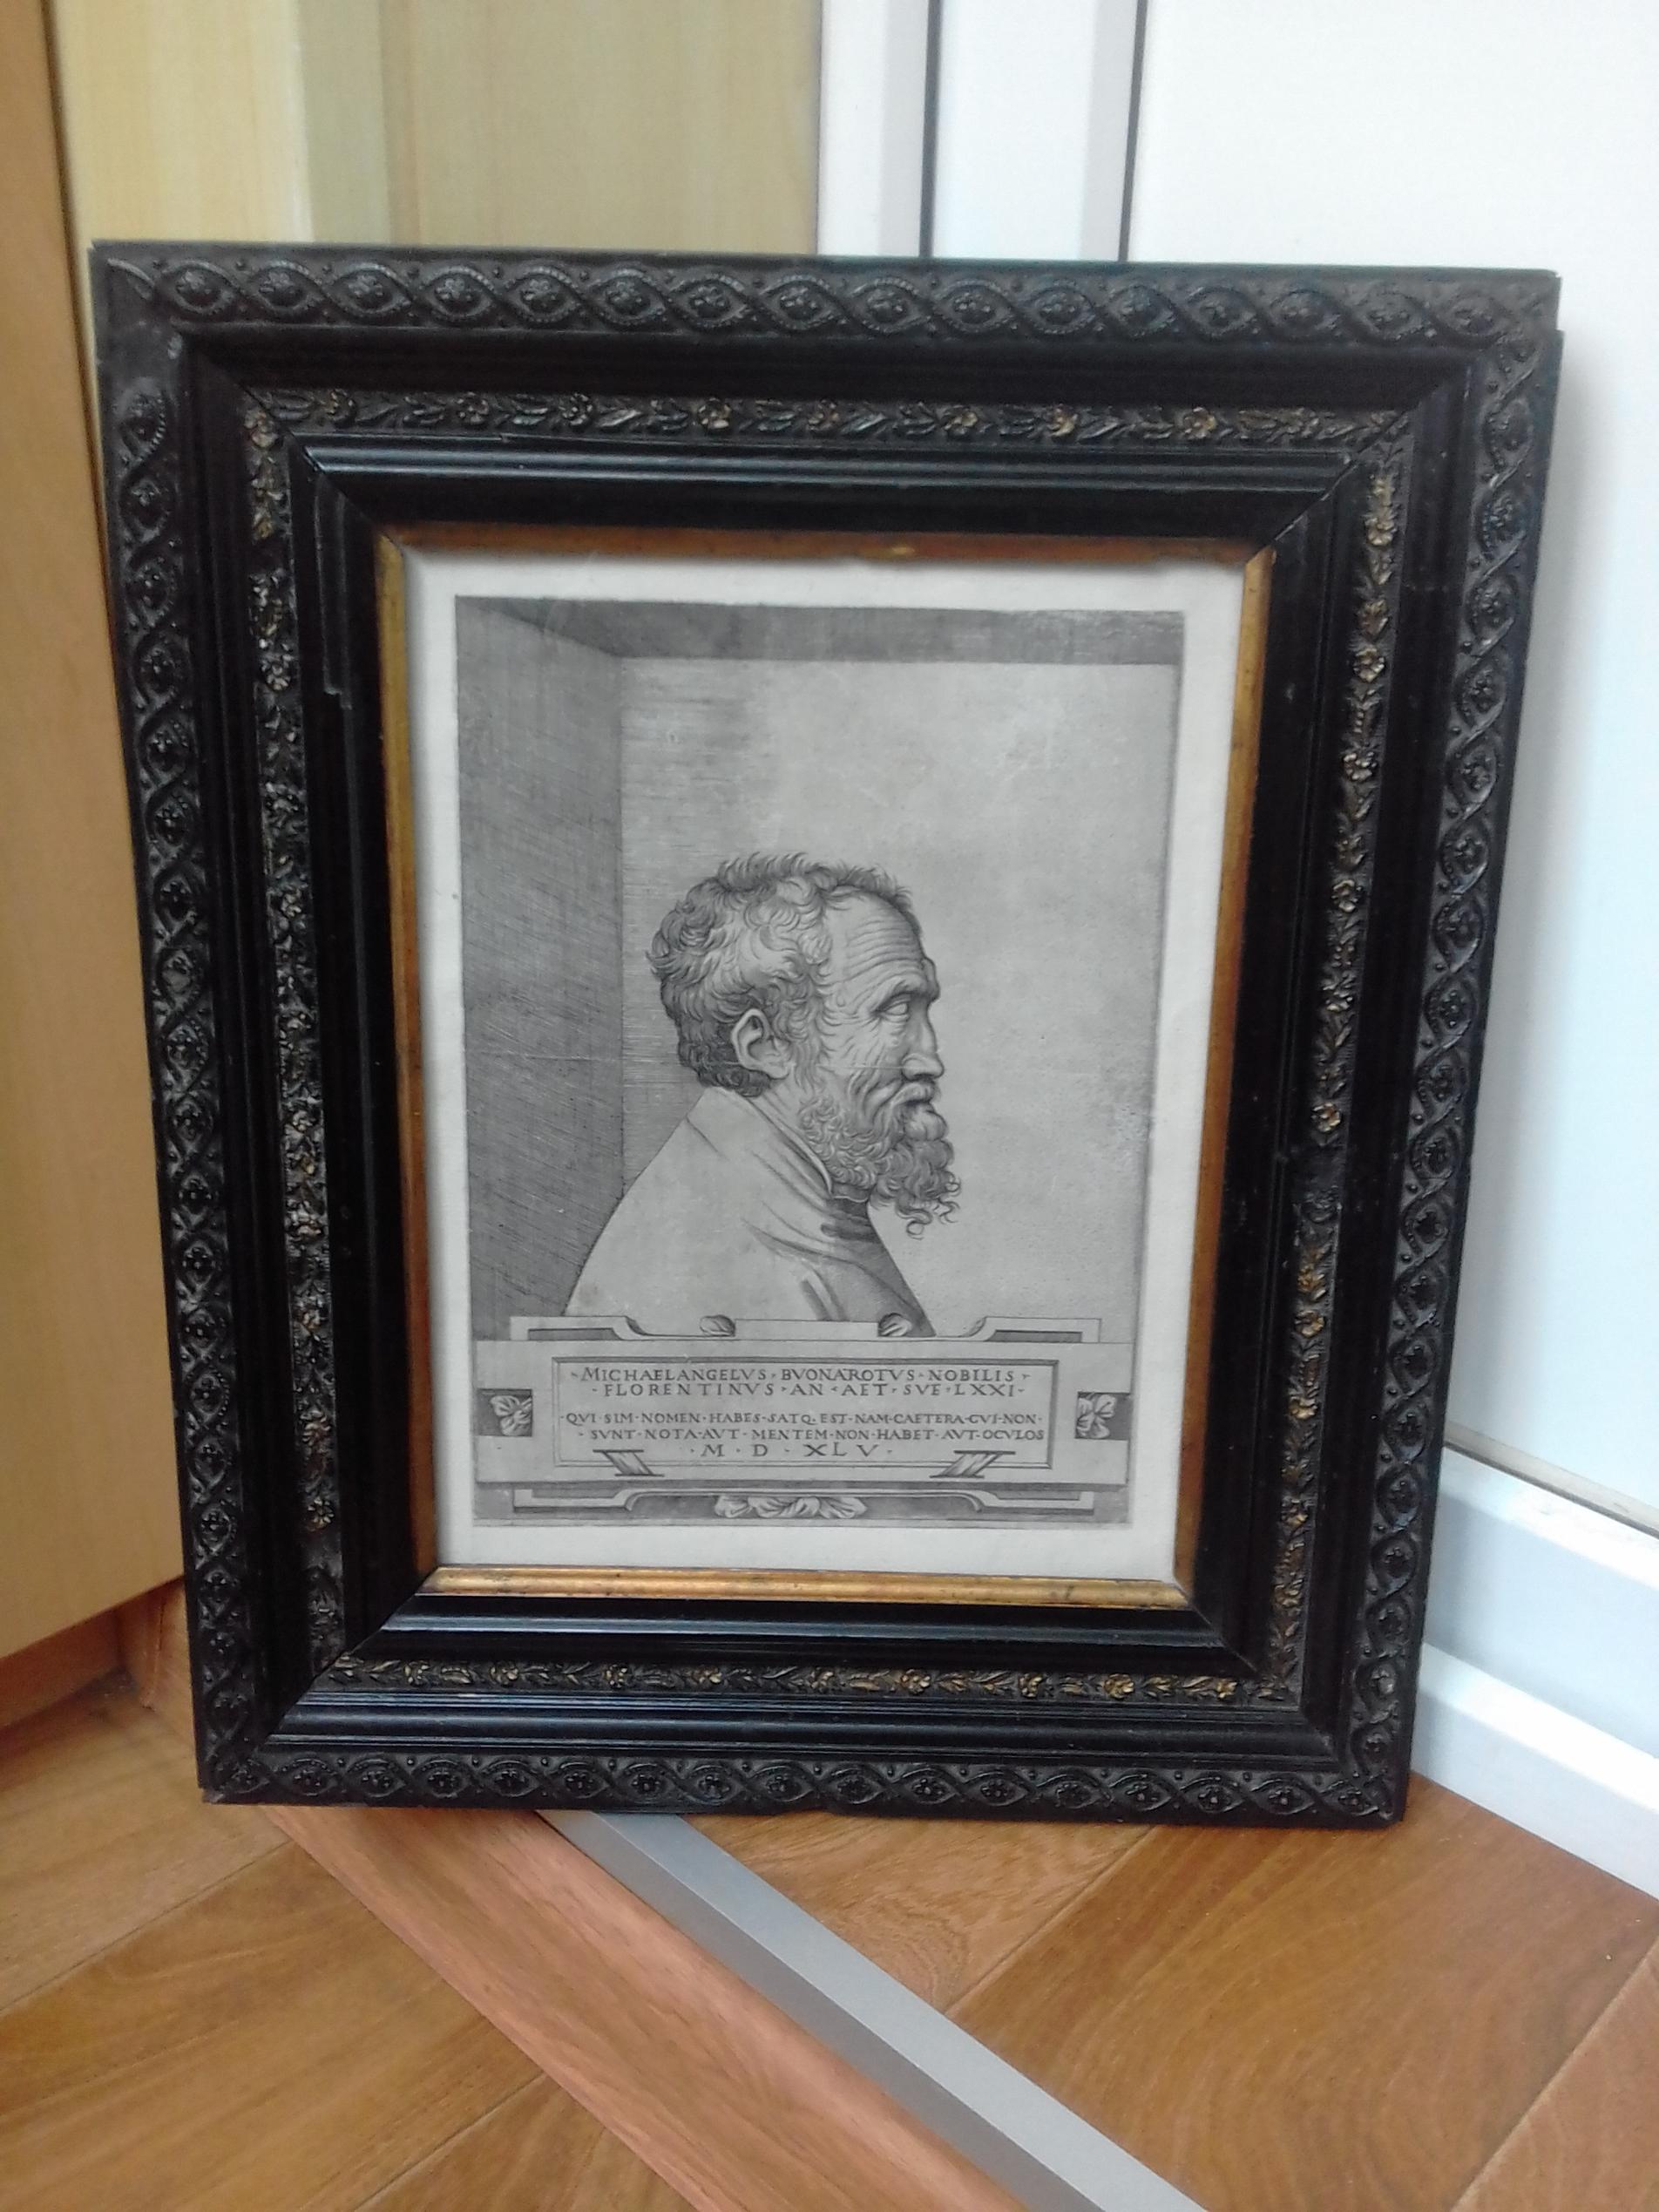 ·MICHAELANGELVS·BVONAROTVS·NOBILIS·
·FLORENTINVS·AN·AET·SVE·LXXI·
·QVI·SIM·NOMEN·HABES·SATQ·EST·NAM·CAETERA·CVI·NON·
·SVNT·NOTA·AVT·MENTEM·NON·HABET·AVT·OCVLOS
·M·D·XLV·